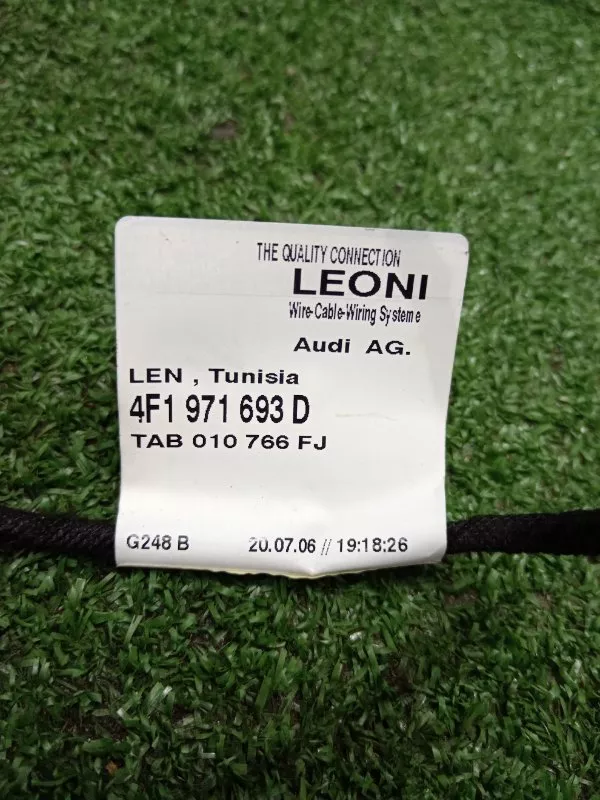 THE QUALITY CONNECTION
LEONI
Wire-Cable-Wiring Systeme
Audi AG.
LEN , Tunisia
4F1 971 693 D
TAB 010 766 FJ
G248 B 20.07.06 // 19:18:26